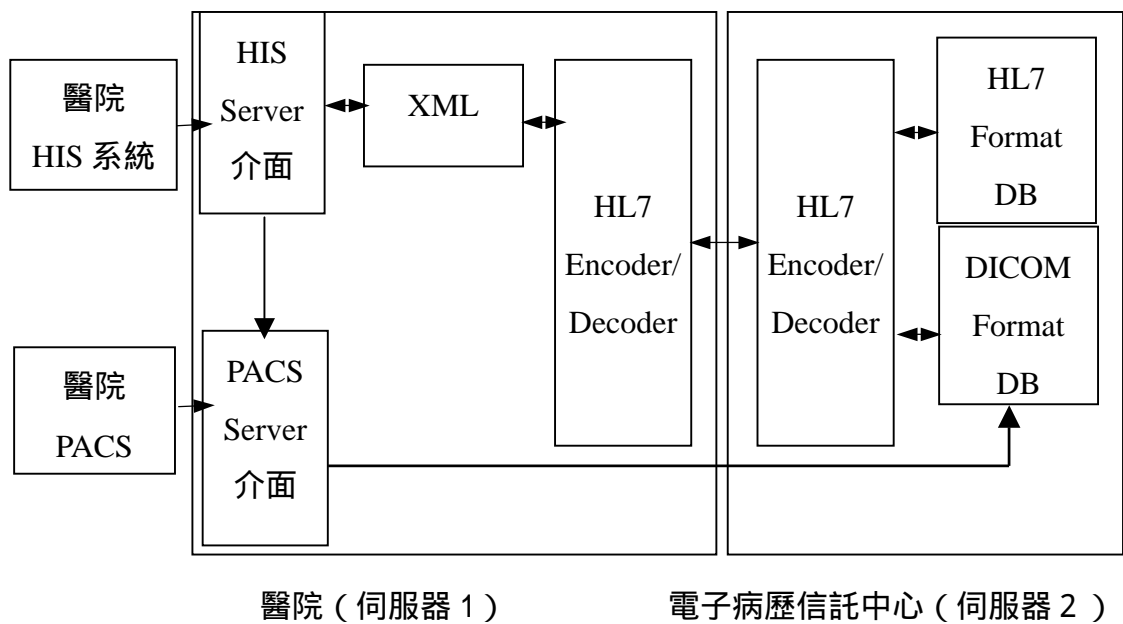 醫院
HIS 系統
HIS
Server
介面
XML
HL7
Encoder/
Decoder
HL7
Encoder/
Decoder
HL7
Format
DB
DICOM
Format
DB
醫院
PACS
PACS
Server
介面
醫院（伺服器 1）
電子病歷信託中心（伺服器 2 ）